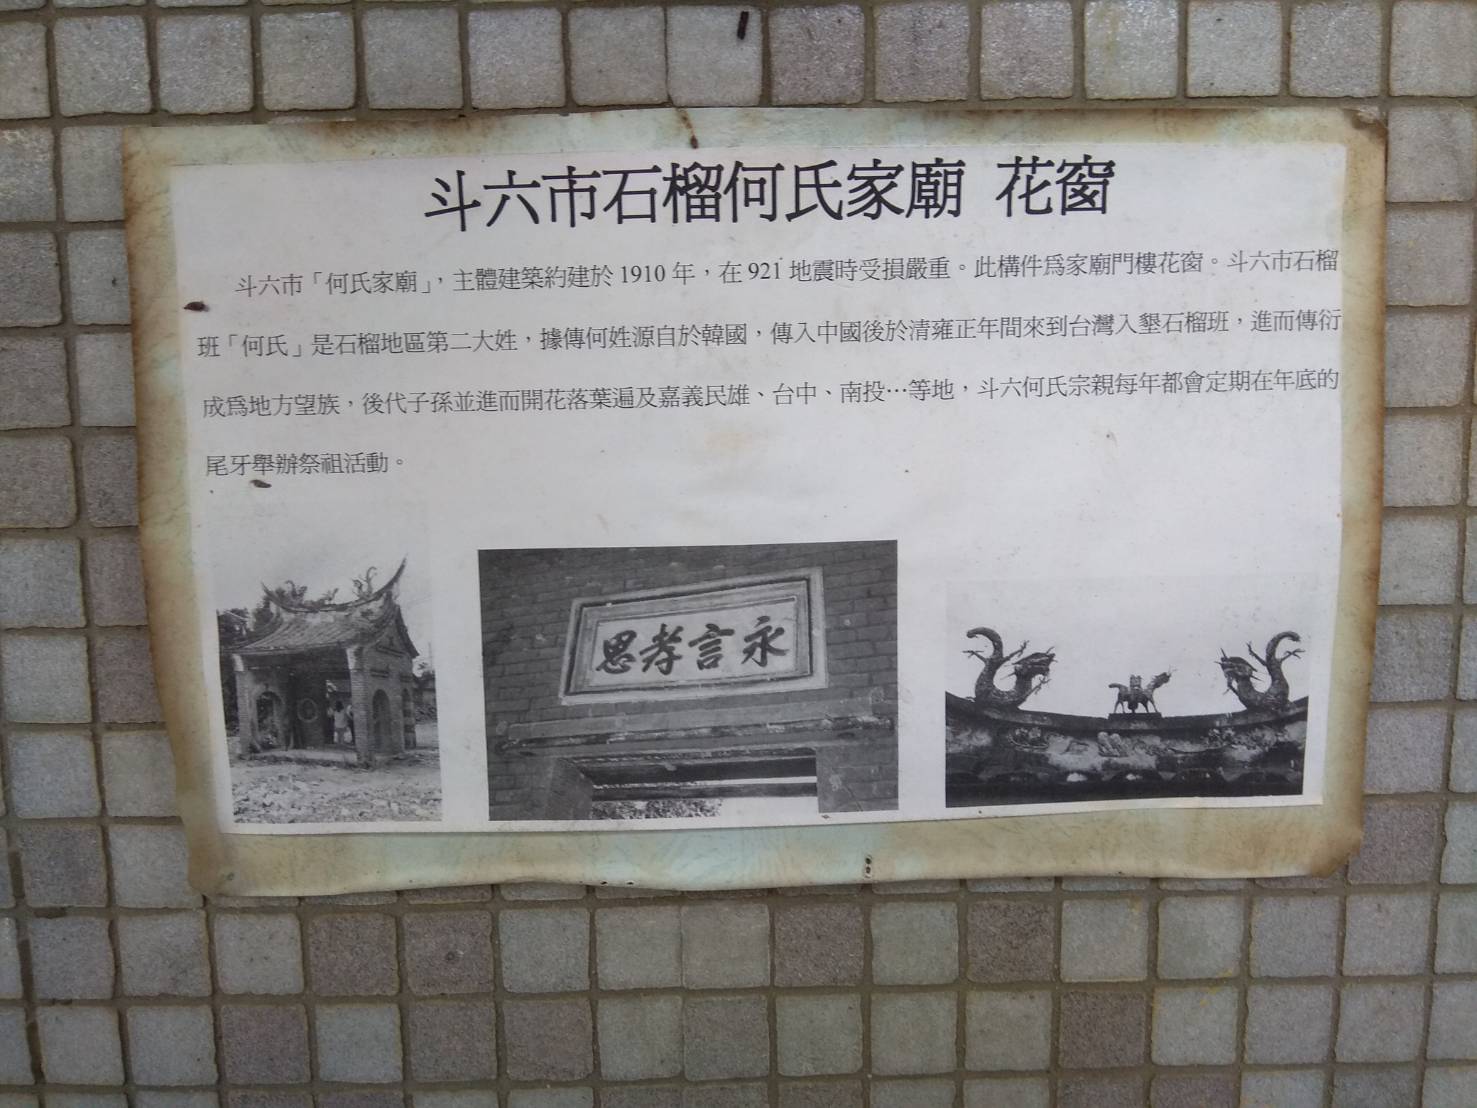 斗六市石榴何氏家廟 花窗
斗六市「何氏家廟」，主體建築約建於 1910 年，在 921 地震時受損嚴重。此構件為家廟門樓花窗。斗六市石榴
班「何氏」是石榴地區第二大姓，據傳何姓源自於韓國，傳入中國後於清雍正年間來到台灣入墾石榴班，進而傳衍
成為地方望族，後代子孫並進而開花落葉遍及嘉義民雄、台中、南投…等地，斗六何氏宗親每年都會定期在年底的
尾牙舉辦祭祖活動。
思孝言永